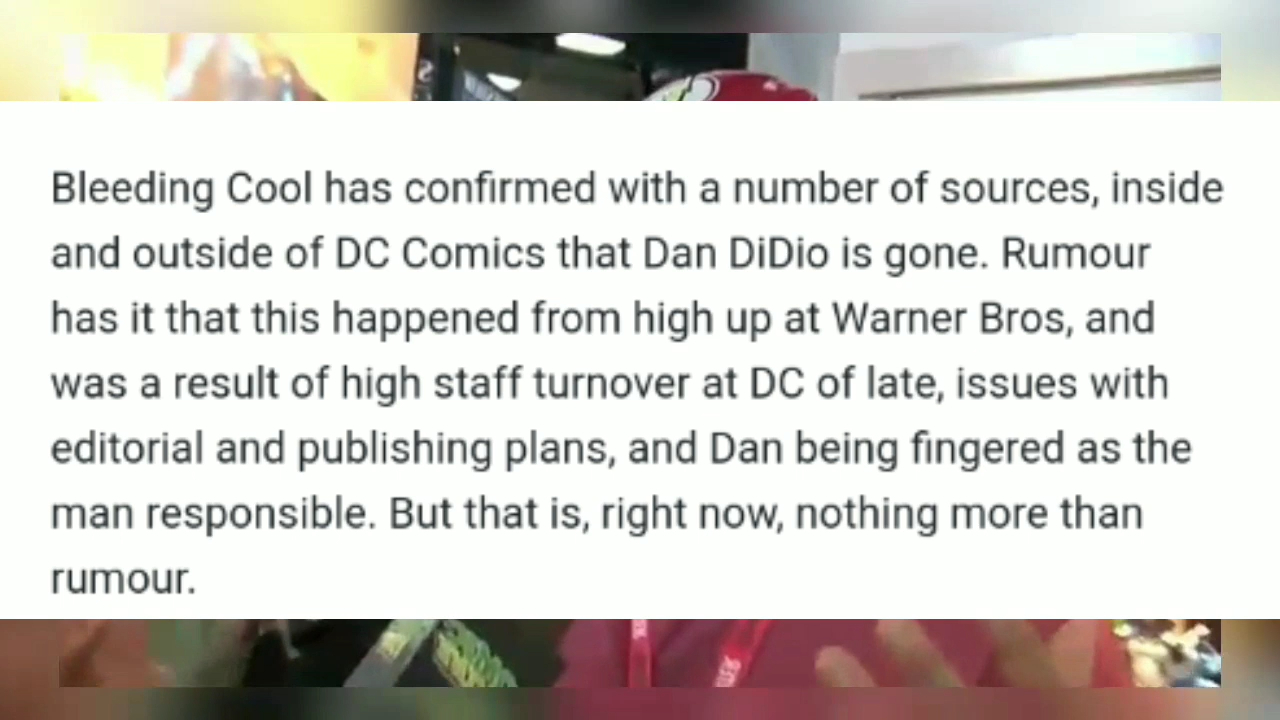 Bleeding Cool has confirmed with a number of sources, inside
and outside of DC Comics that Dan DiDio is gone. Rumour
has it that this happened from high up at Warner Bros, and
was a result of high staff turnover at DC of late, issues with
editorial and publishing plans, and Dan being fingered as the
man responsible. But that is, right now, nothing more than
rumour.